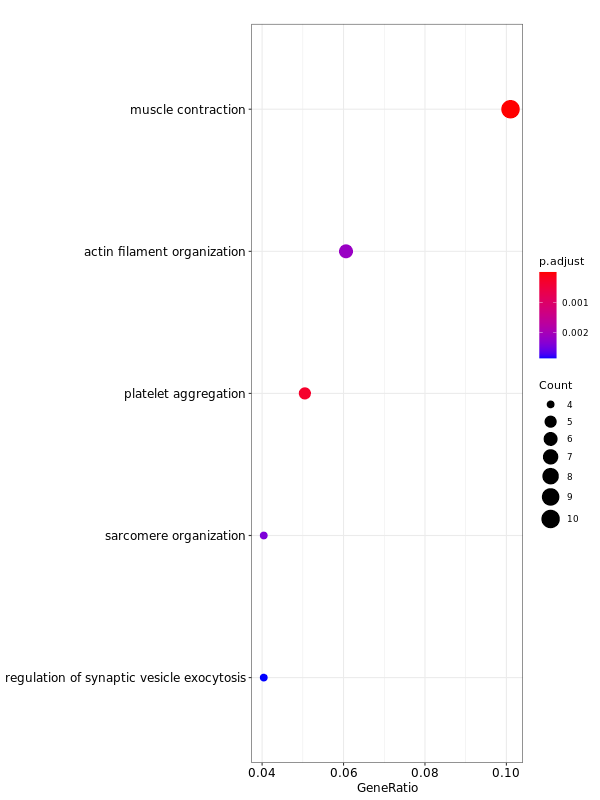 muscle contraction
actin filament organization
platelet aggregation
sarcomere organization
regulation of synaptic vesicle exocytosis
0.04 0.06 0.08 0.10
GeneRatio
p.adjust
0.001
0.002
Count
4
5
6
7
8
9
10